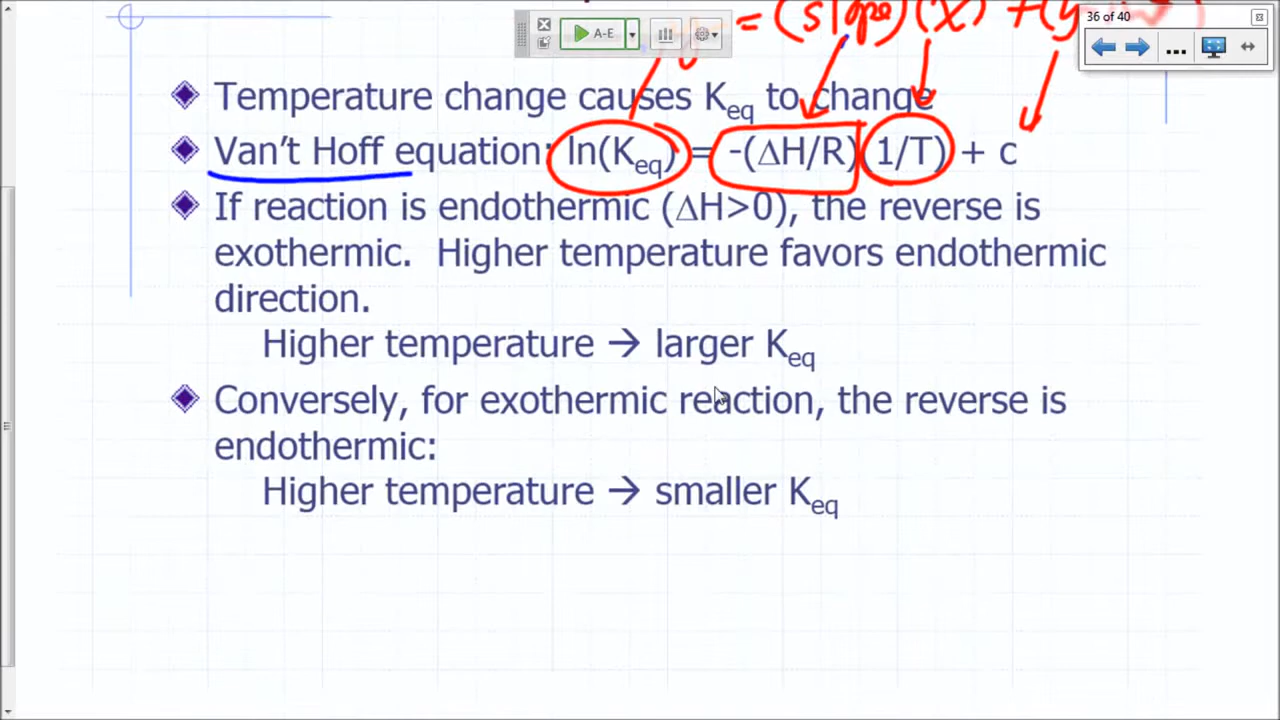 = (slope)(x) +
36 of 40
A-E
Temperature change causes Keq to change
Van't Hoff equation: ln(Keq) = -(∆H/R)(1/T) + c
If reaction is endothermic (∆H>0), the reverse is
exothermic. Higher temperature favors endothermic
direction.
Higher temperature → larger Keq
Conversely, for exothermic reaction, the reverse is
endothermic:
Higher temperature → smaller Keq